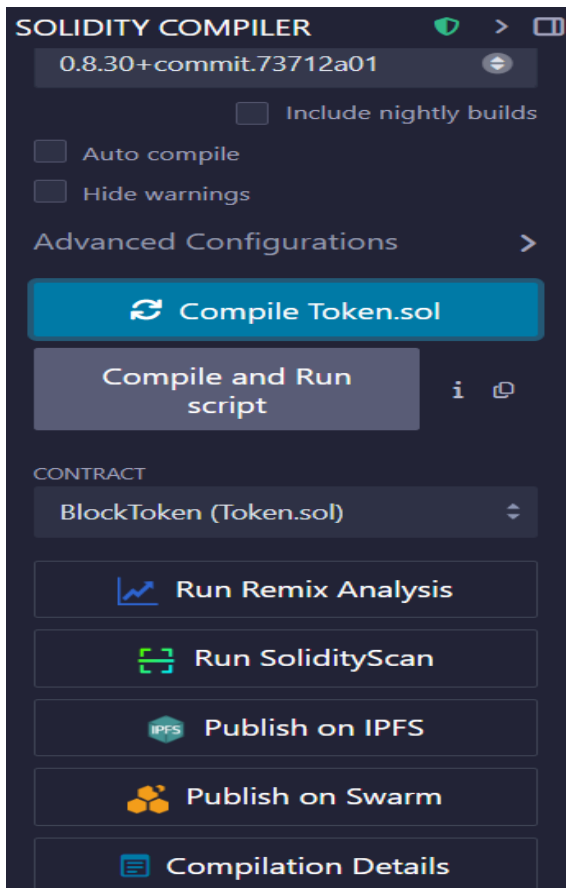 SOLIDITY COMPILER
0.8.30+commit.73712a01
Include nightly builds
Auto compile
Hide warnings
Advanced Configurations
Compile Token.sol
Compile and Run
script
i
CONTRACT
BlockToken (Token.sol)
Run Remix Analysis
Run SolidityScan
IPFS Publish on IPFS
Publish on Swarm
Compilation Details